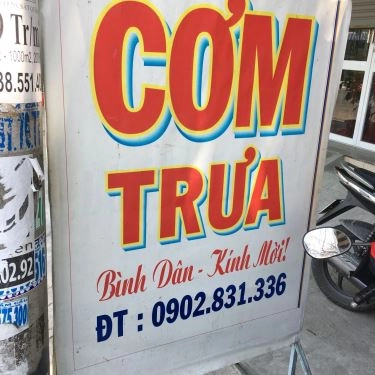 CƠM
TRƯA
Bình Dân - Kính Mời!
ĐT : 0902.831.336